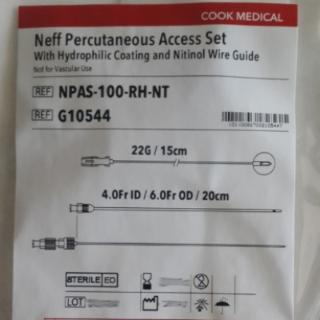 COOK MEDICAL
Neff Percutaneous Access Set
With Hydrophilic Coating and Nitinol Wire Guide
Not for Vascular Use
REF NPAS-100-RH-NT
REF G10544
22G / 15cm
4.0Fr ID / 6.0Fr OD / 20cm
STERILE EO
LOT